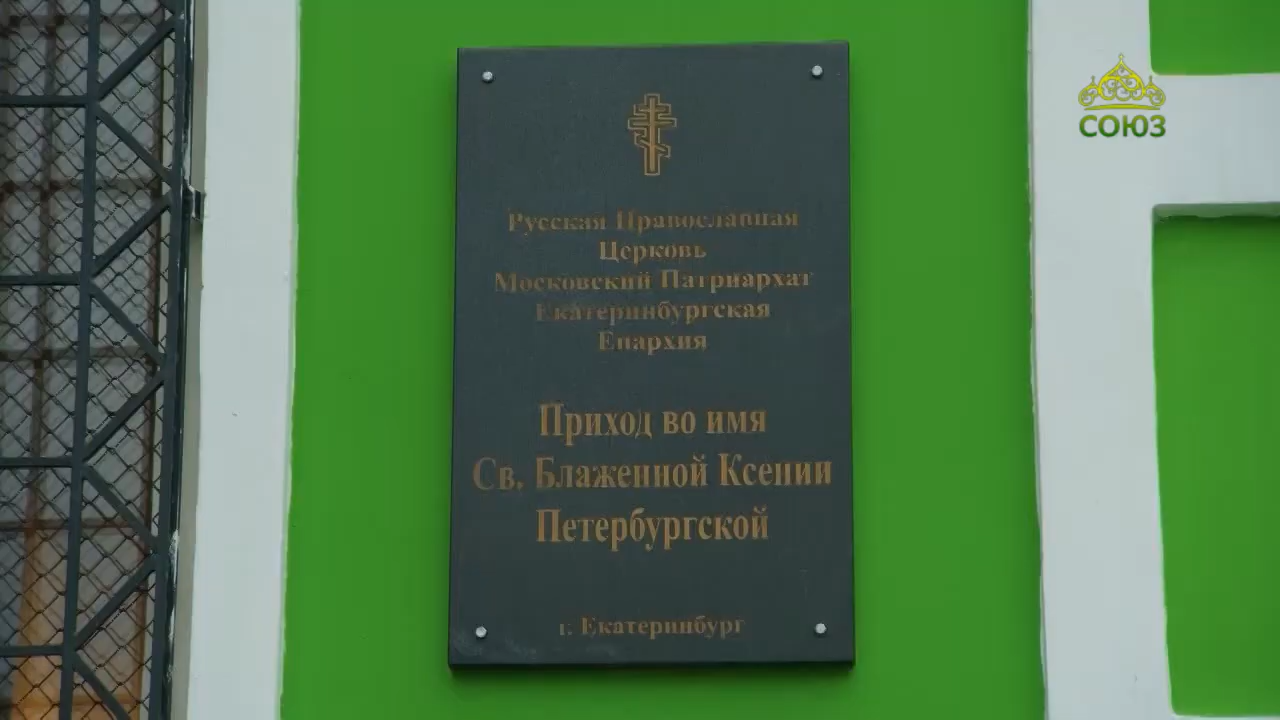 СОЮЗ
Русская Православная
Церковь
Московский Патриархат
Екатеринбургская
Епархия
Приход во имя
Св. Блаженной Ксении
Петербургской
г. Екатеринбург